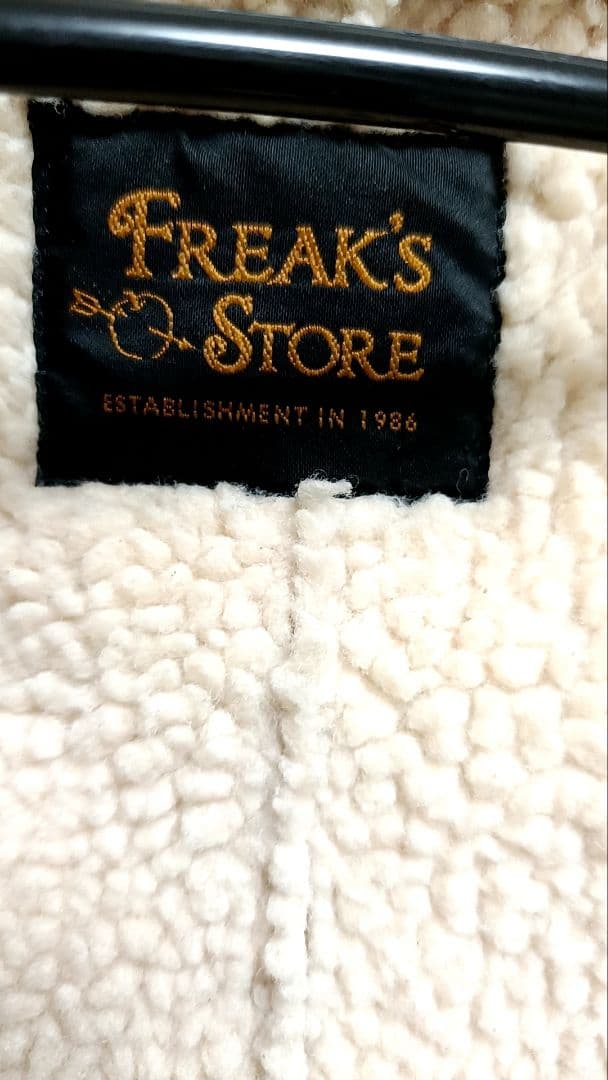 FREAK'S
STORE
ESTABLISHMENT IN 1986